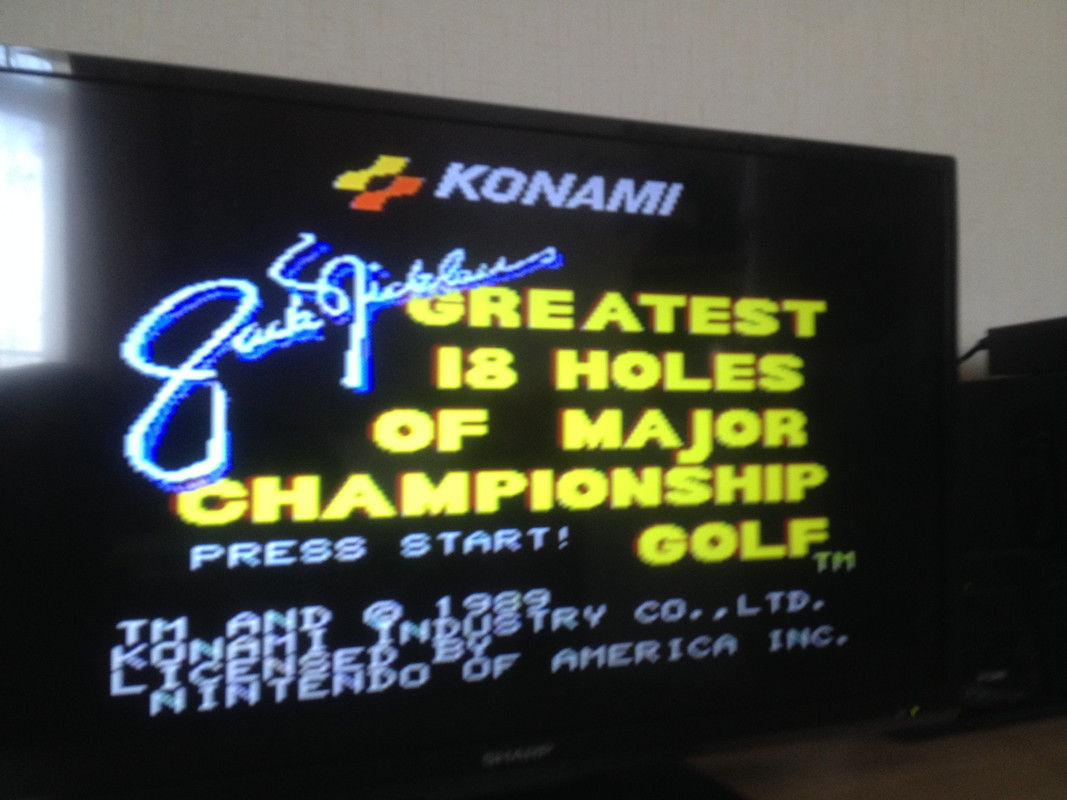 KONAMI
Jack Nicklaus
GREATEST
18 HOLES
OF MAJOR
CHAMPIONSHIP
PRESS START! GOLF TM
TM AND © 1989
KONAMI INDUSTRY CO.,LTD.
LICENSED BY
NINTENDO OF AMERICA INC.
SHARP